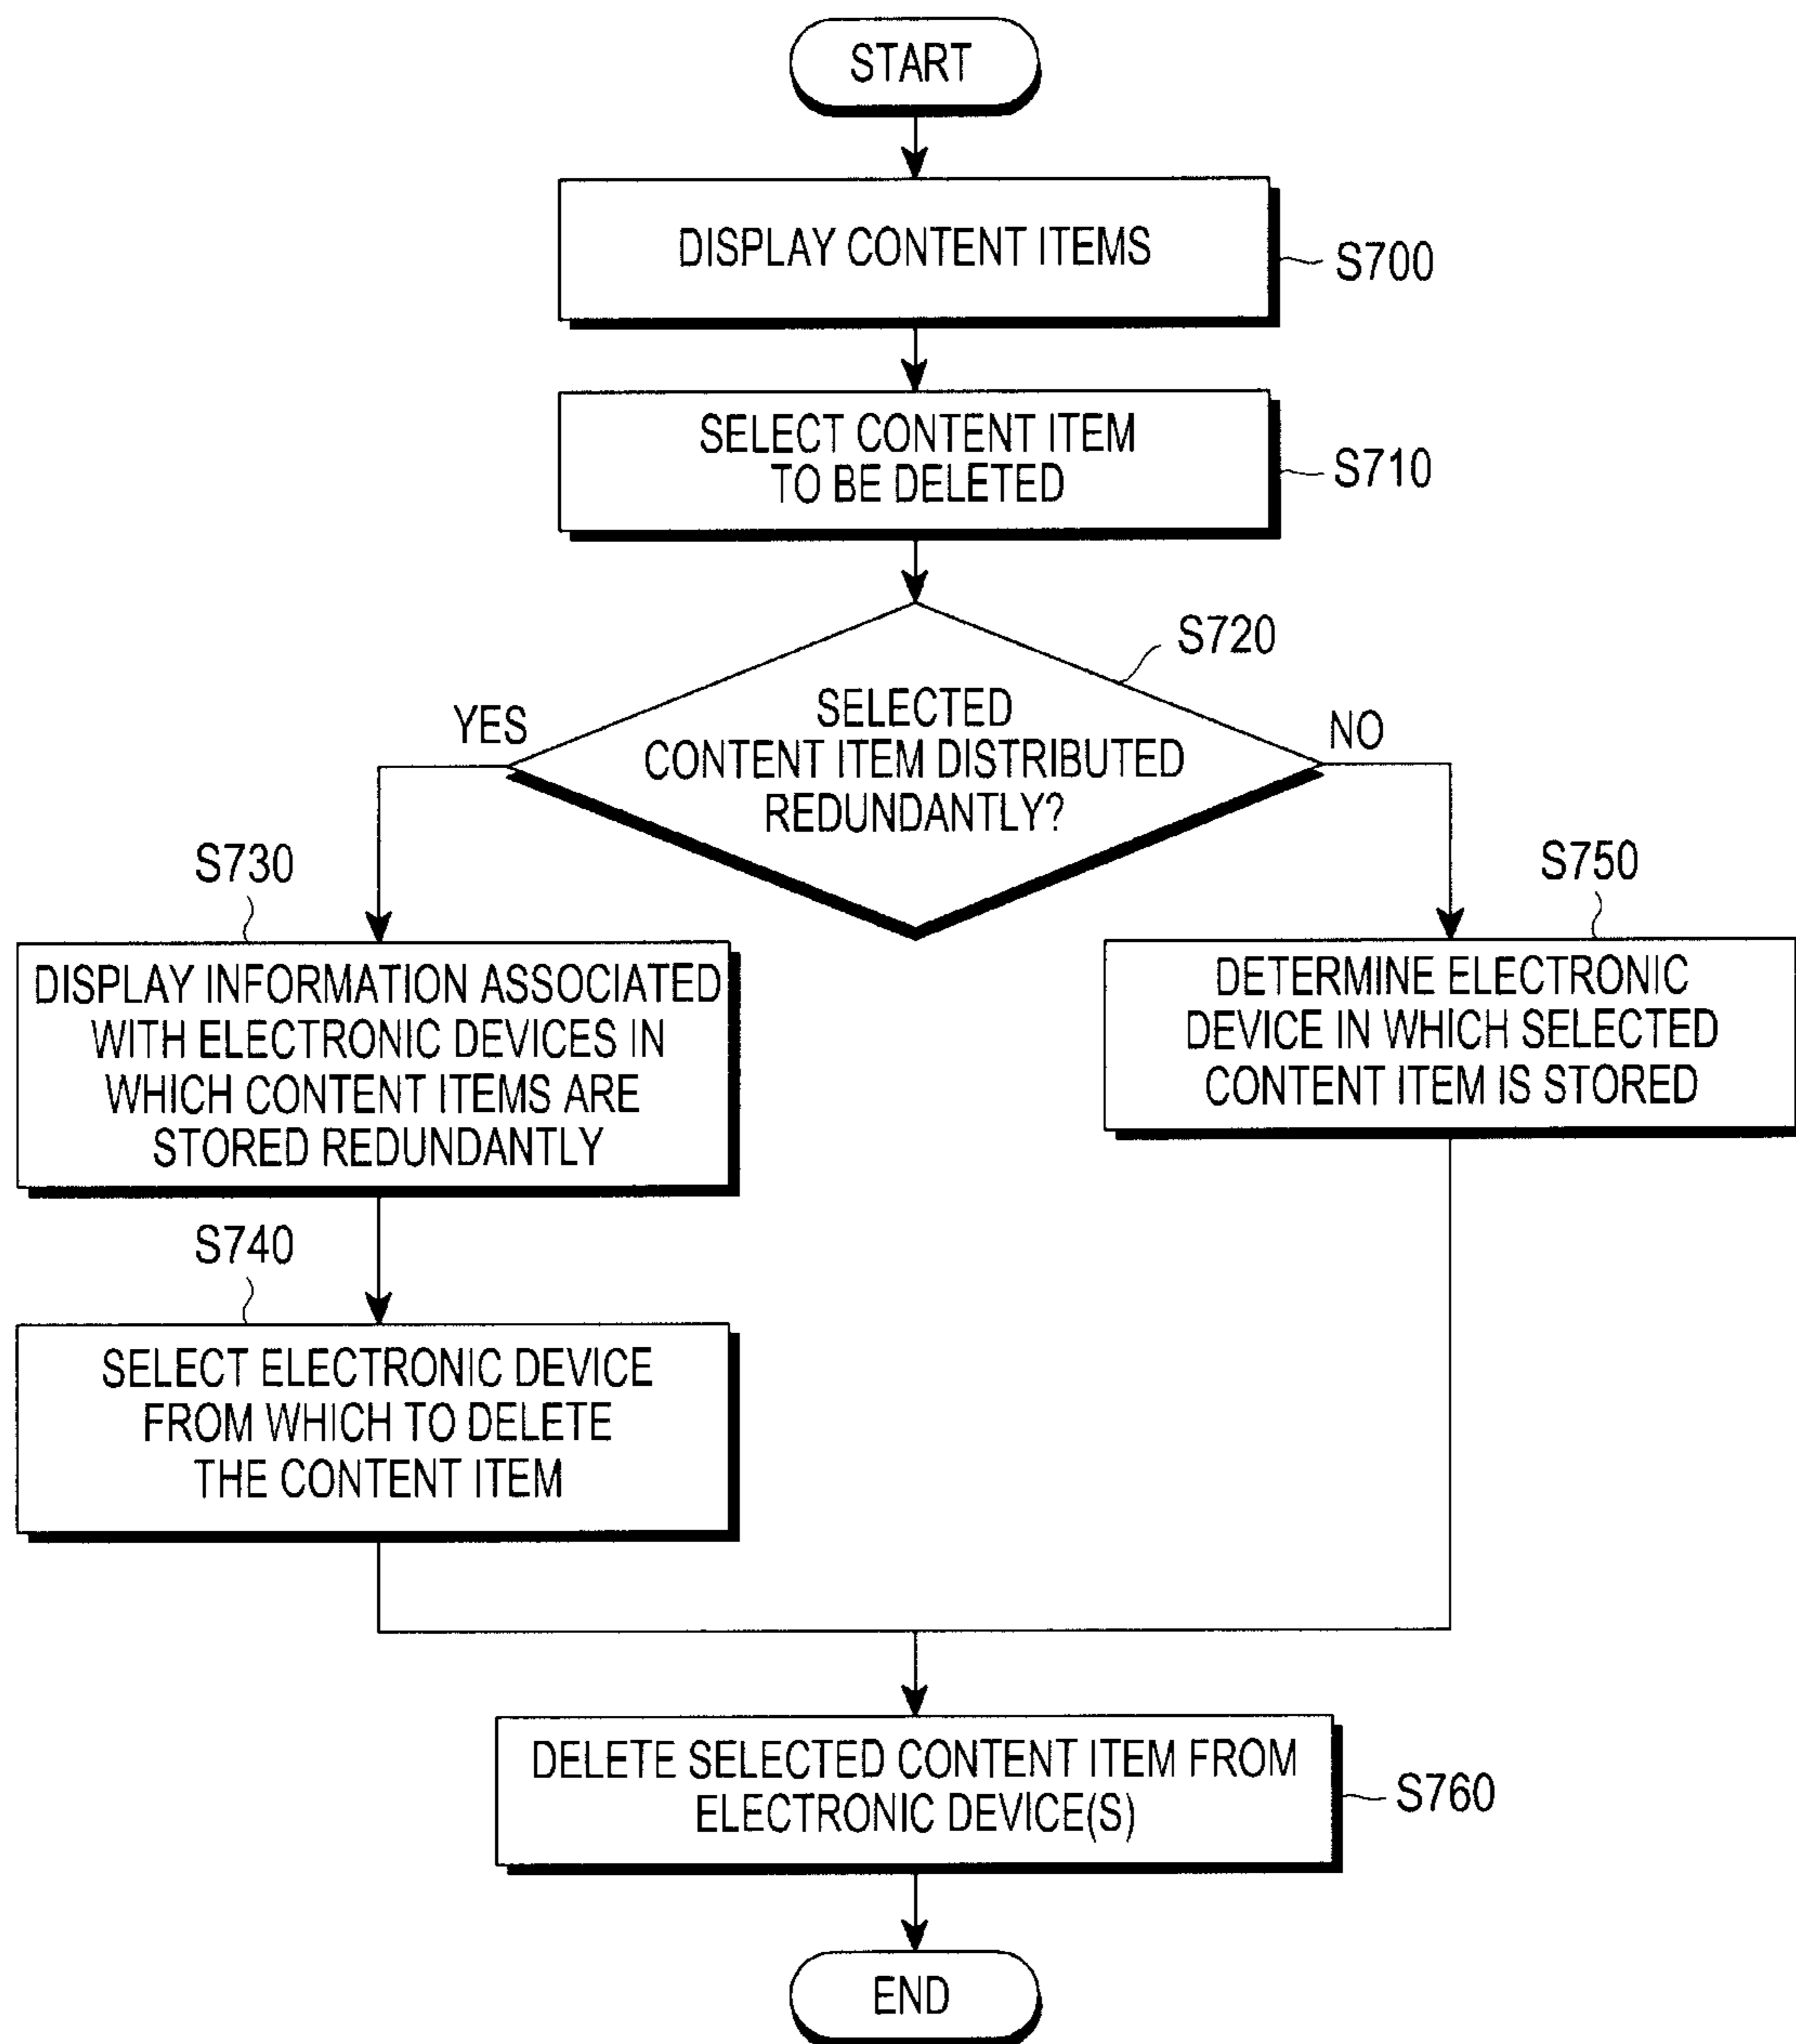 START
DISPLAY CONTENT ITEMS
S700
SELECT CONTENT ITEM
TO BE DELETED
S710
S720
SELECTED
CONTENT ITEM DISTRIBUTED
REDUNDANTLY?
YES
NO
S730
DISPLAY INFORMATION ASSOCIATED
WITH ELECTRONIC DEVICES IN
WHICH CONTENT ITEMS ARE
STORED REDUNDANTLY
S750
DETERMINE ELECTRONIC
DEVICE IN WHICH SELECTED
CONTENT ITEM IS STORED
S740
SELECT ELECTRONIC DEVICE
FROM WHICH TO DELETE
THE CONTENT ITEM
DELETE SELECTED CONTENT ITEM FROM
ELECTRONIC DEVICE(S)
S760
END